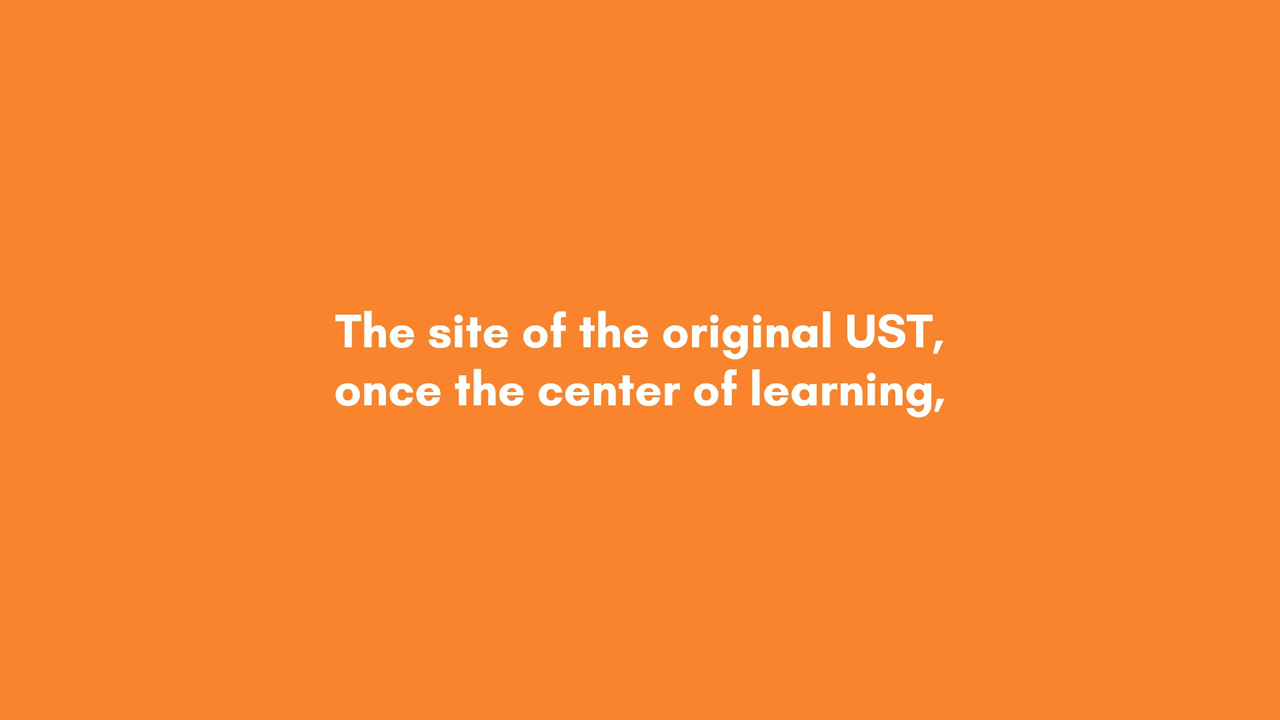 The site of the original UST,
once the center of learning,